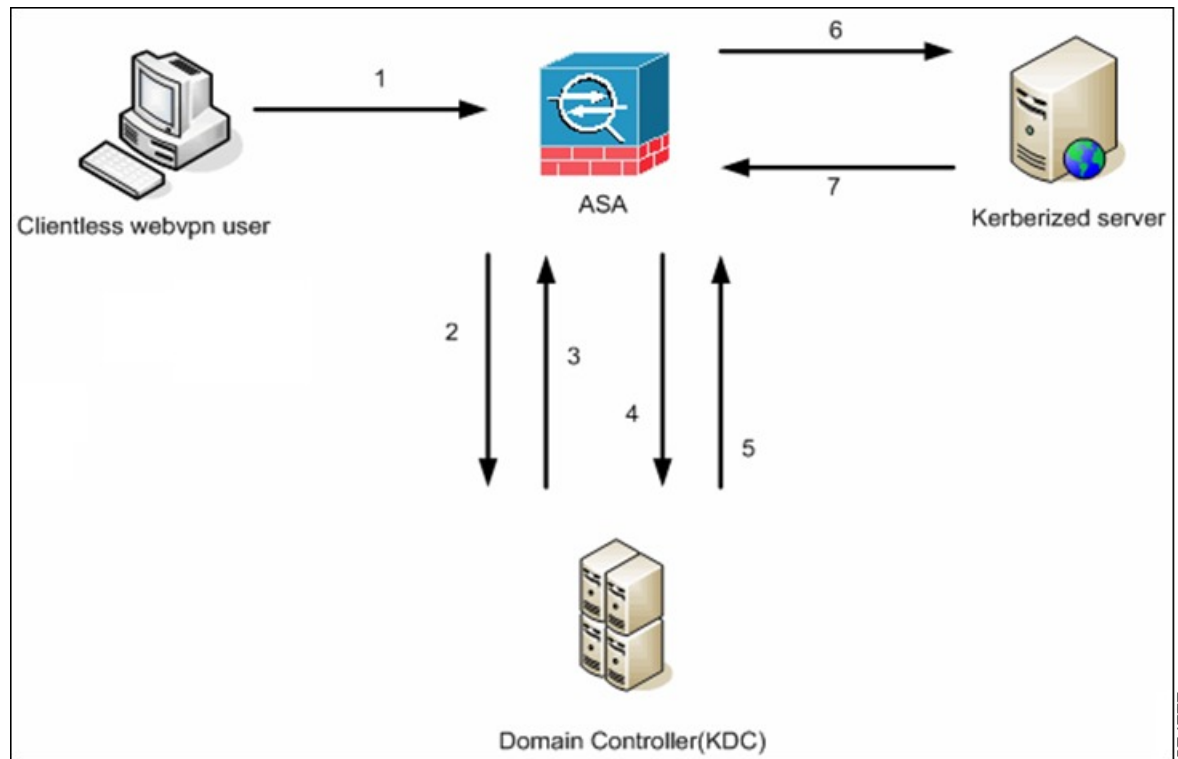 6
1
ASA
7
Clientless webvpn user
Kerberized server
2
3
4
5
Domain Controller(KDC)